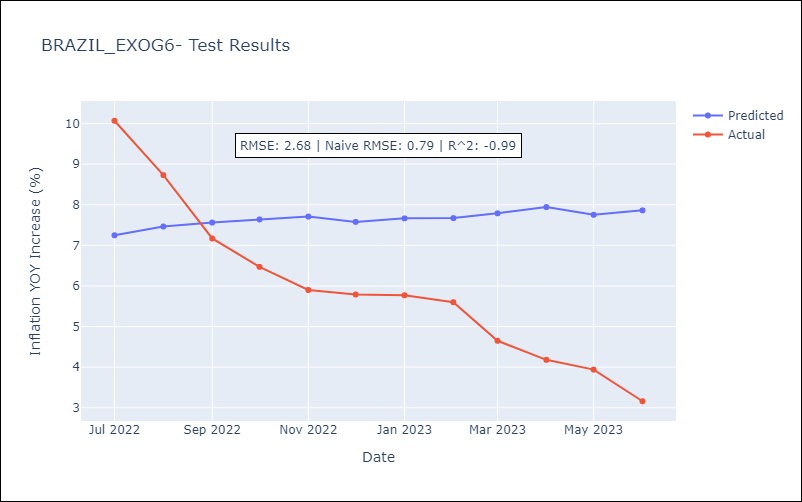 BRAZIL_EXOG6- Test Results
Predicted
Actual
RMSE: 2.68 | Naive RMSE: 0.79 | R^2: -0.99
Inflation YOY Increase (%)
10
9
8
7
6
5
4
3
Jul 2022 Sep 2022 Nov 2022 Jan 2023 Mar 2023 May 2023
Date